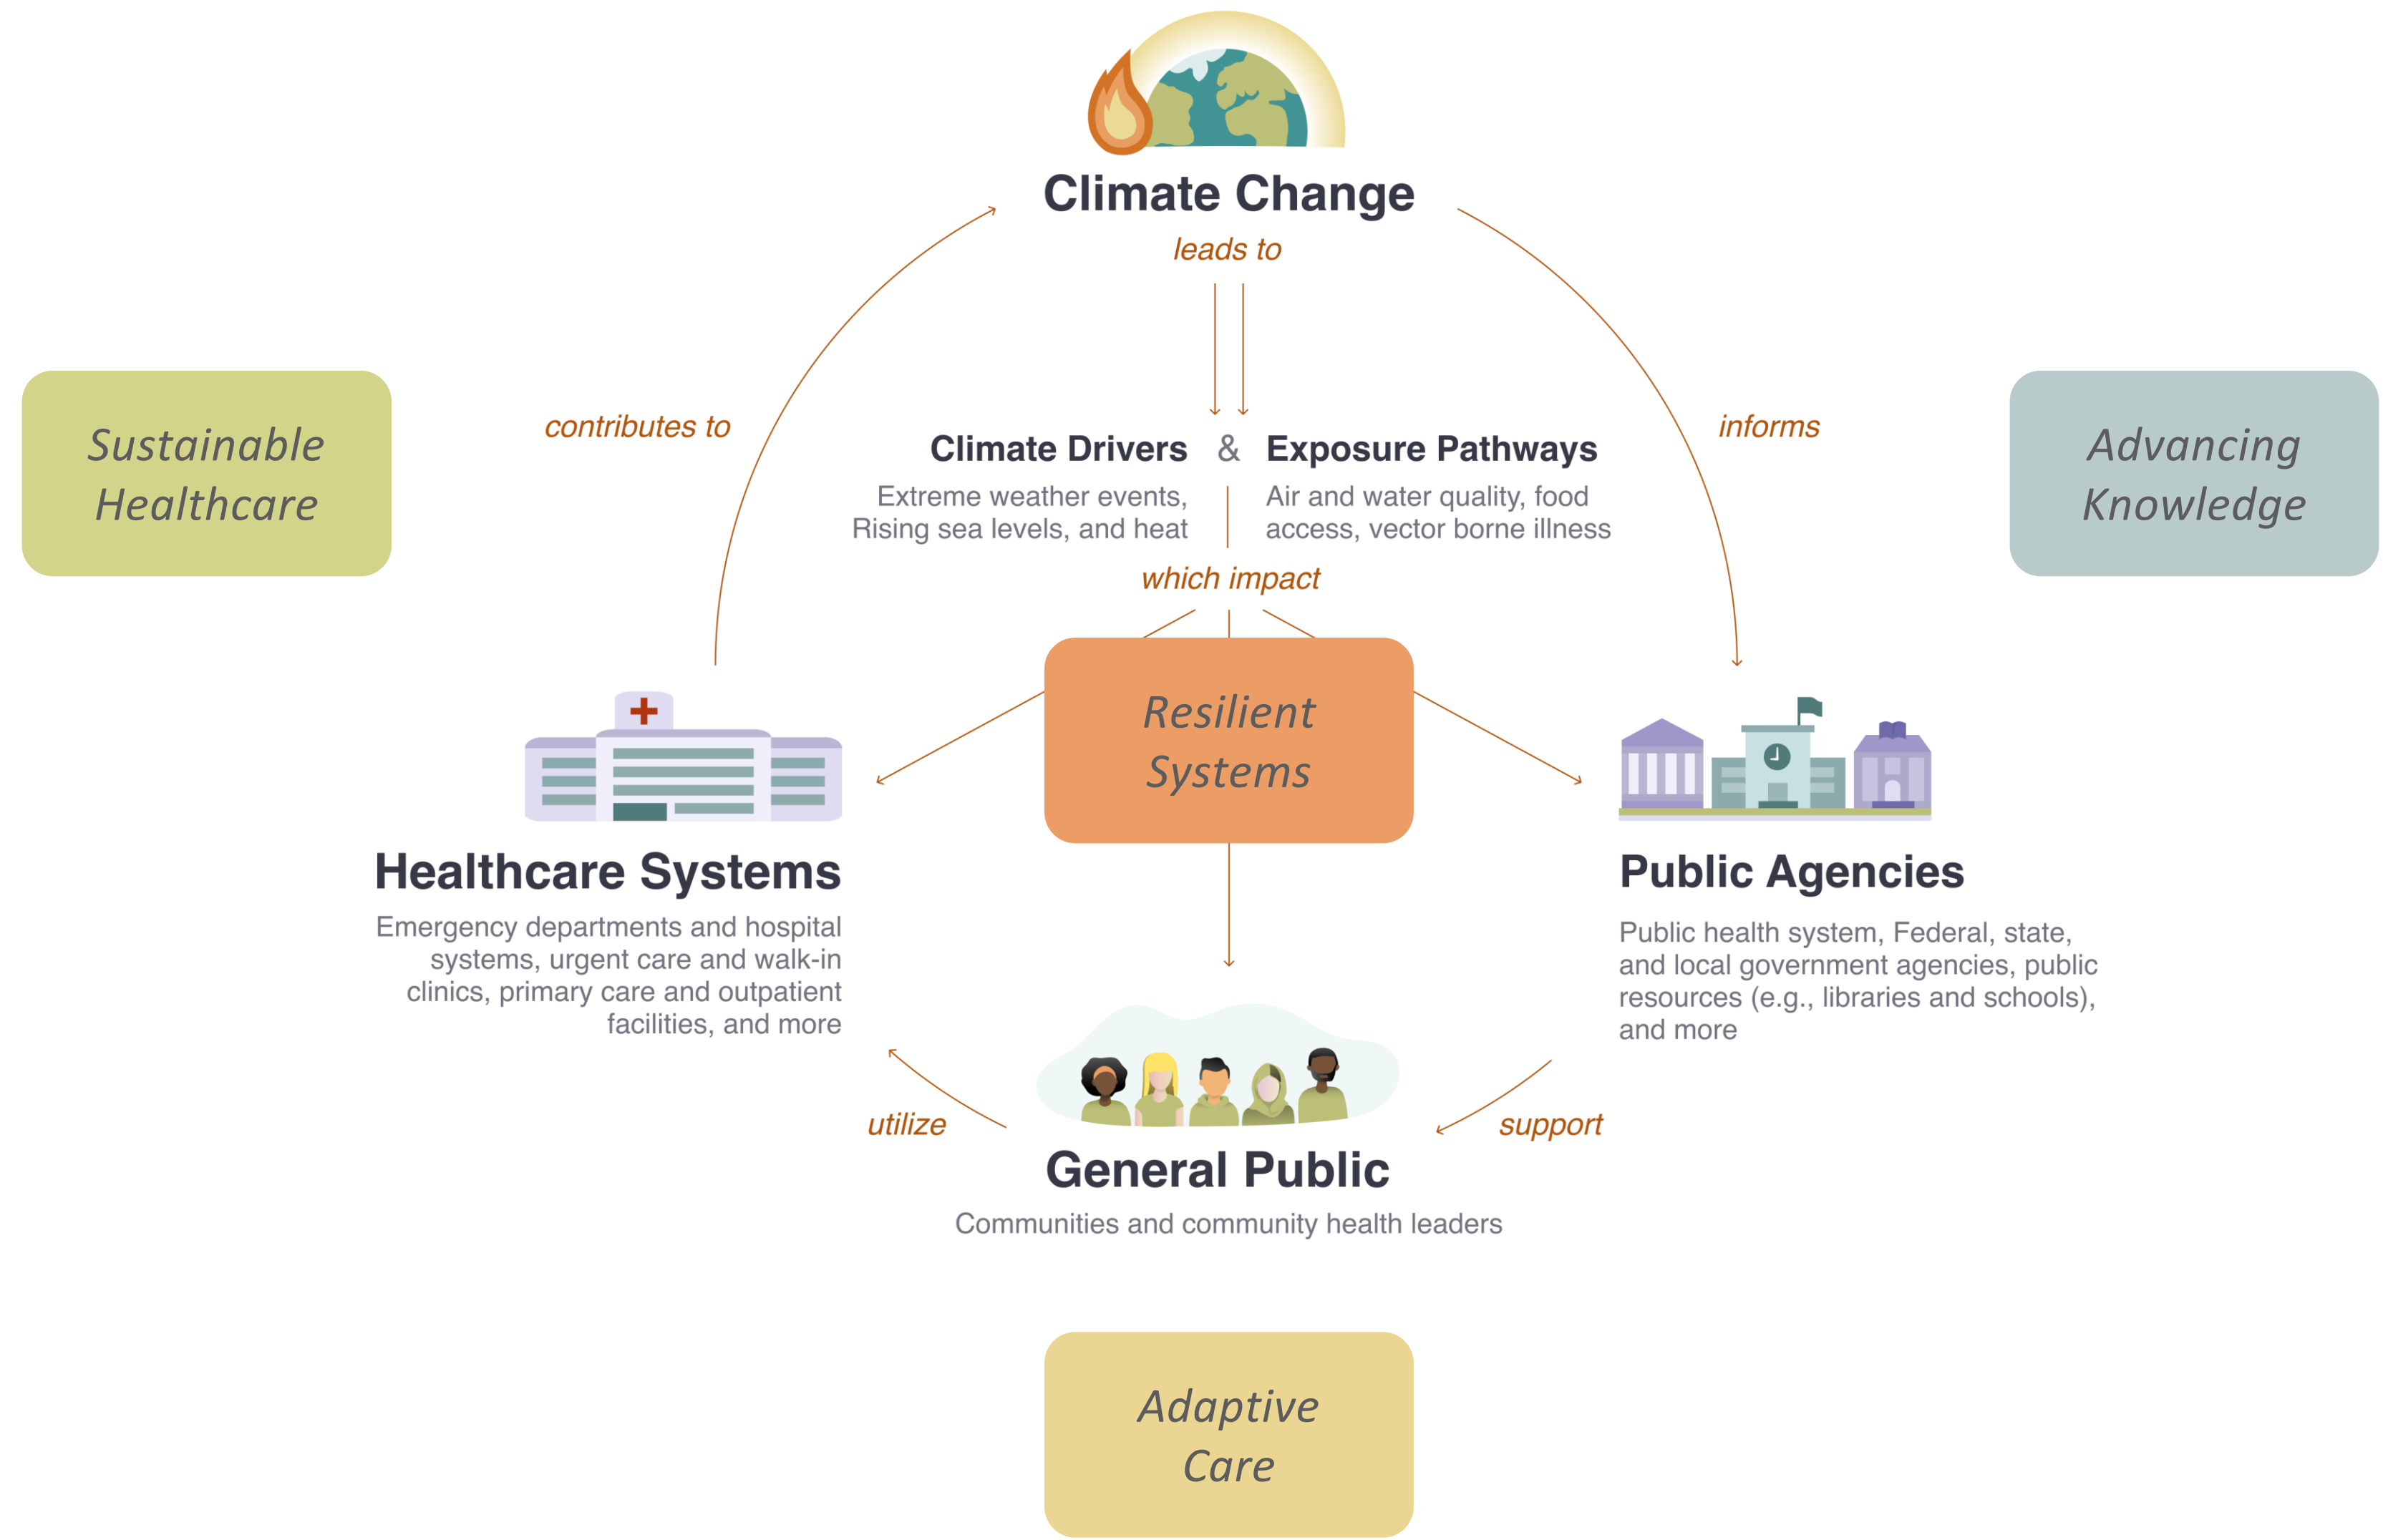 Climate Change
leads to
contributes to
informs
Sustainable
Healthcare
Advancing
Knowledge
Climate Drivers & Exposure Pathways
Extreme weather events,
Rising sea levels, and heat
Air and water quality, food
access, vector borne illness
which impact
Resilient
Systems
Healthcare Systems
Emergency departments and hospital
systems, urgent care and walk-in
clinics, primary care and outpatient
facilities, and more
Public Agencies
Public health system, Federal, state,
and local government agencies, public
resources (e.g., libraries and schools),
and more
utilize
support
General Public
Communities and community health leaders
Adaptive
Care